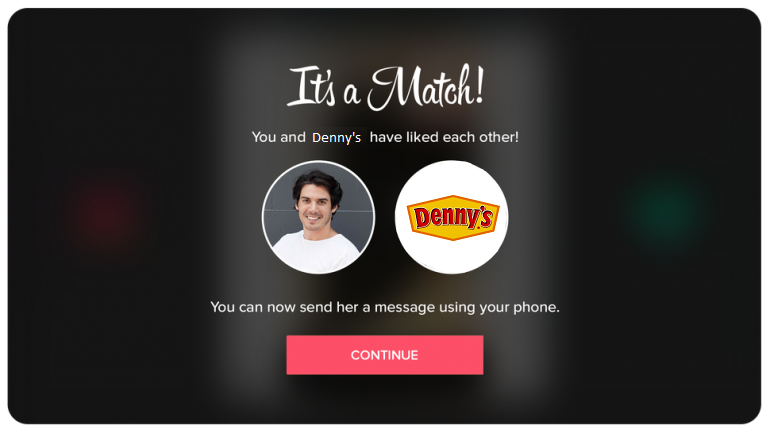 It's a Match!
You and Denny's have liked each other!
Denny's
You can now send her a message using your phone.
CONTINUE